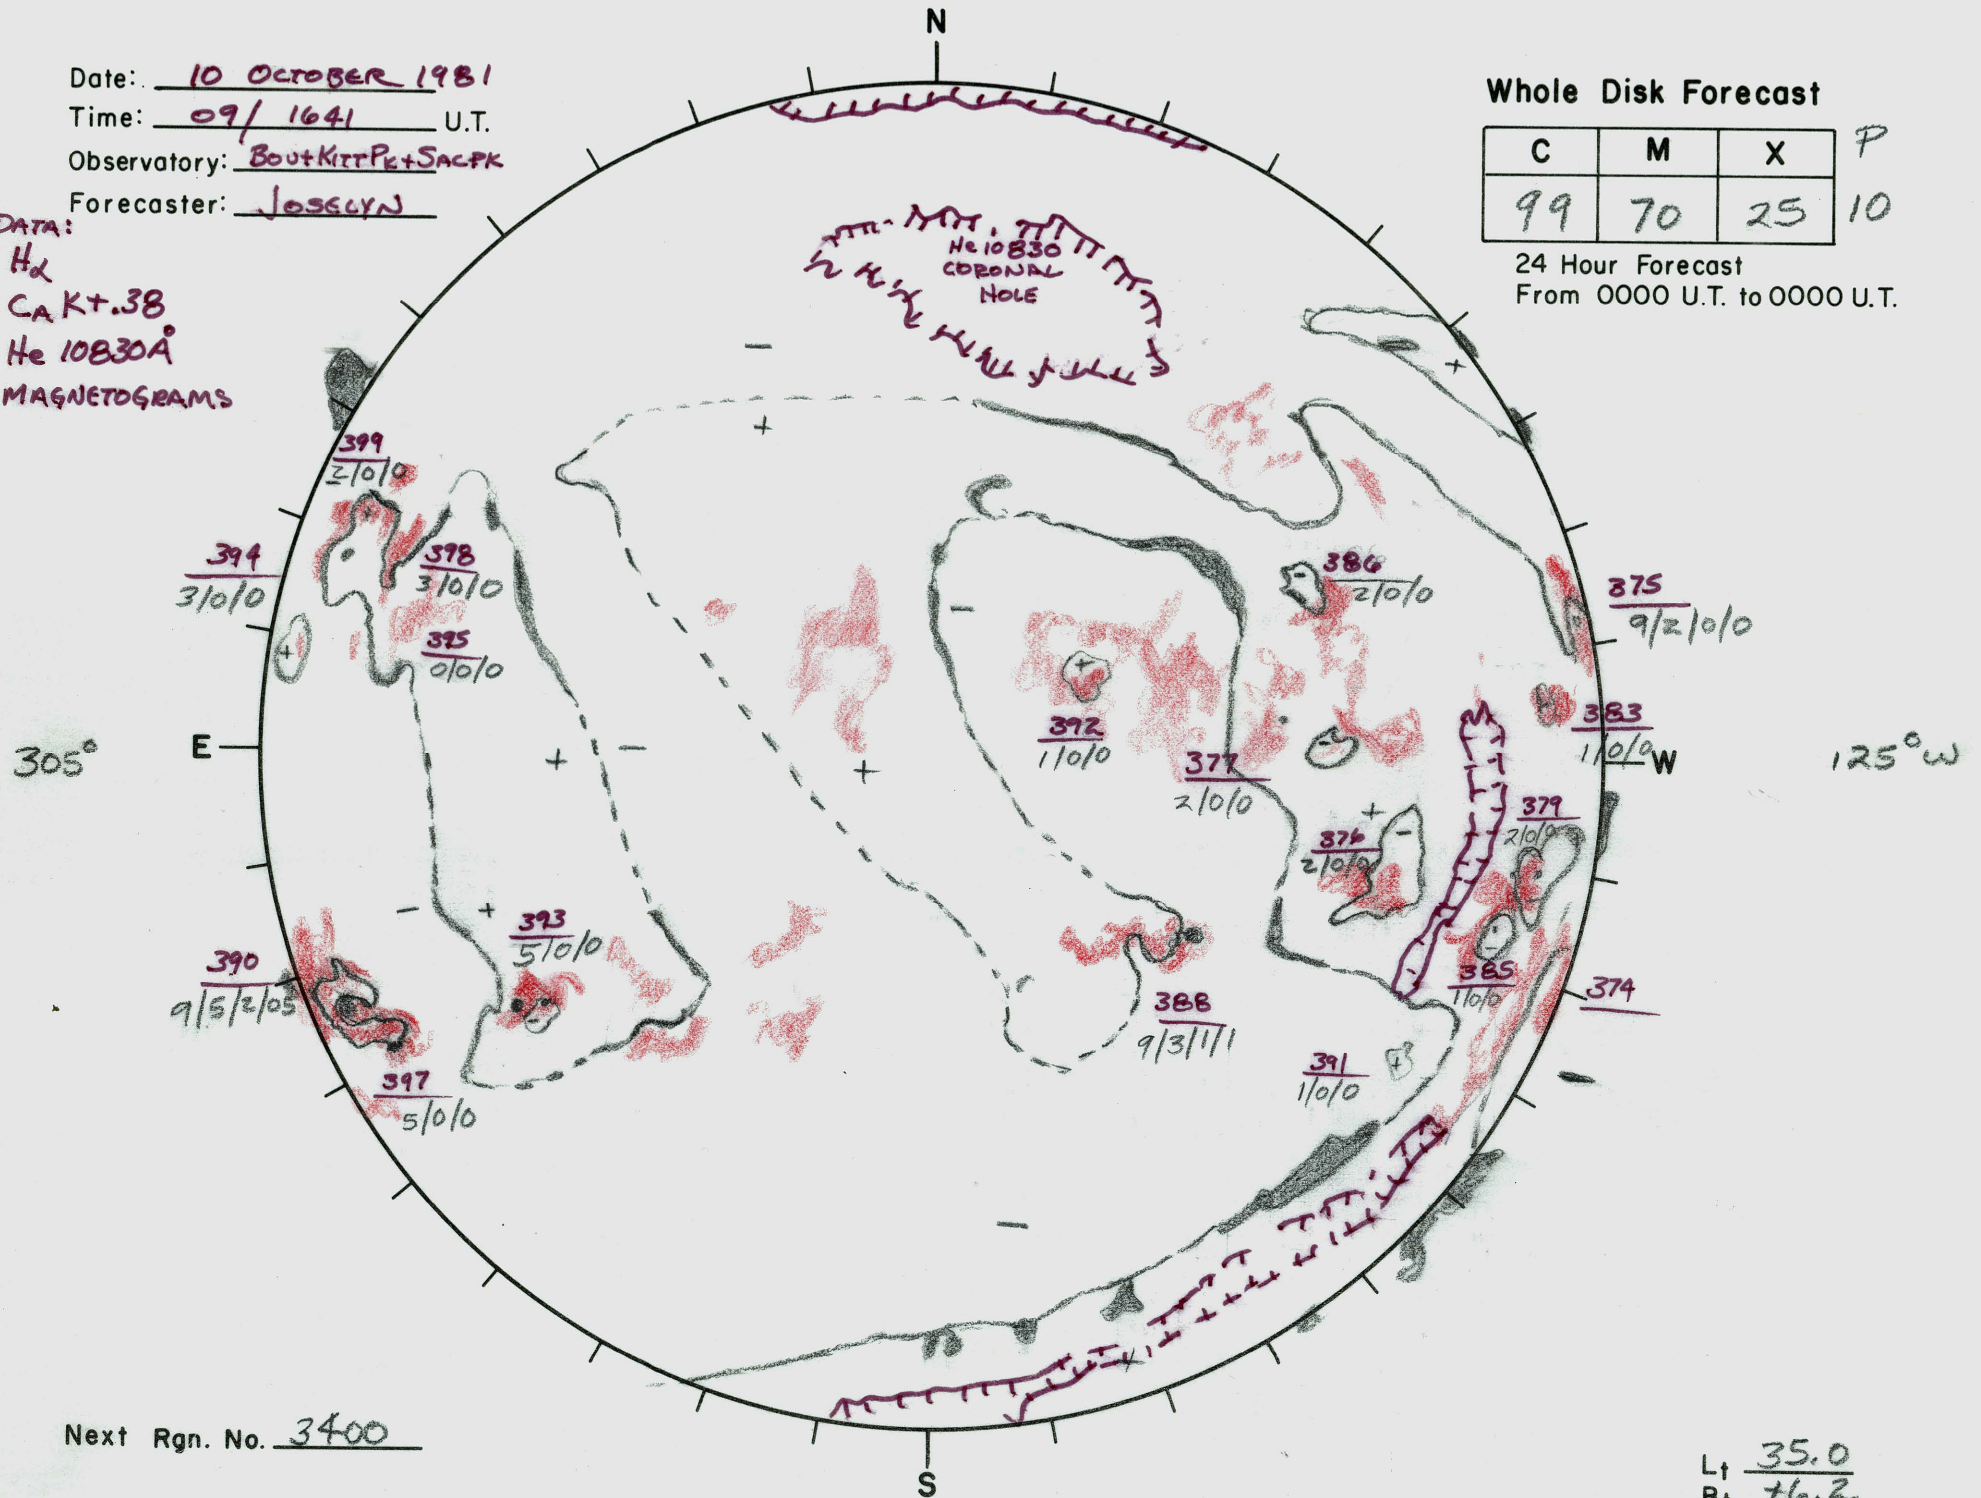 N
Date: 10 OCTOBER 1981
Time: 09/ 1641 U.T.
Observatory: BOU+KITTPK+SACPK
Forecaster: JOSELYN
DATA:
Hα
CA K+.38
He 10830Å
MAGNETOGRAMS
Whole Disk Forecast
C M X P
99 70 25 10
24 Hour Forecast
From 0000 U.T. to 0000 U.T.
He 10830
CORONAL
HOLE
399
2/0/0
394
3/0/0
398
3/0/0
395
0/0/0
386
2/0/0
375
9/2/0/0
392
1/0/0
377
2/0/0
383
1/0/0
305° E
W 125° W
379
2/0/0
376
2/0/0
393
5/0/0
390
9/5/2/05
385
1/0/0
374
388
9/3/1/1
391
1/0/0
397
5/0/0
Next Rgn. No. 3400
S
Lt 35.0